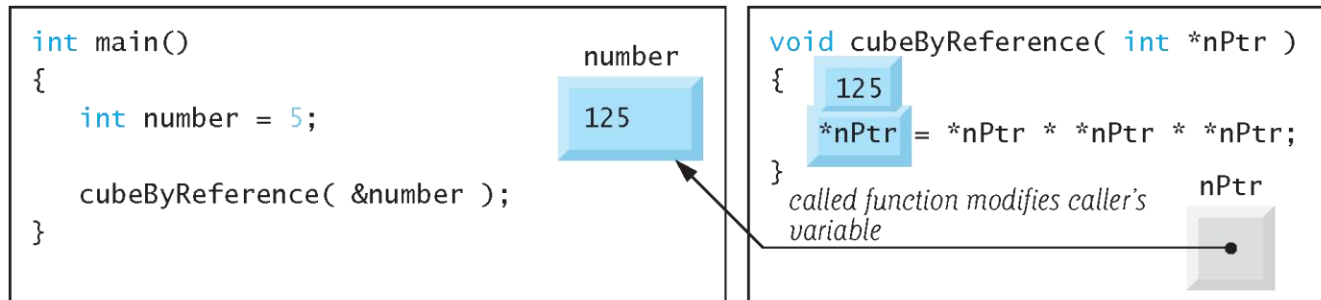 int main()
{
int number = 5;
cubeByReference( &number );
}
number
125
void cubeByReference( int *nPtr )
{
125
*nPtr = *nPtr * *nPtr * *nPtr;
}
called function modifies caller's
variable
nPtr